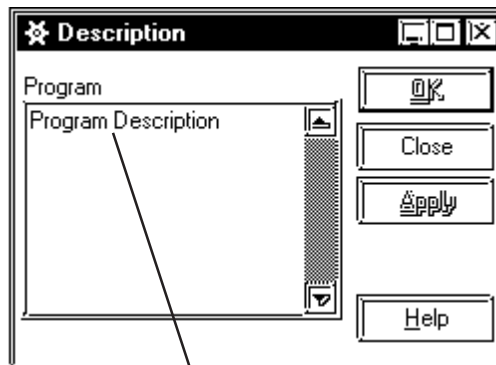 Description
Program
Program Description
OK
Close
Apply
Help